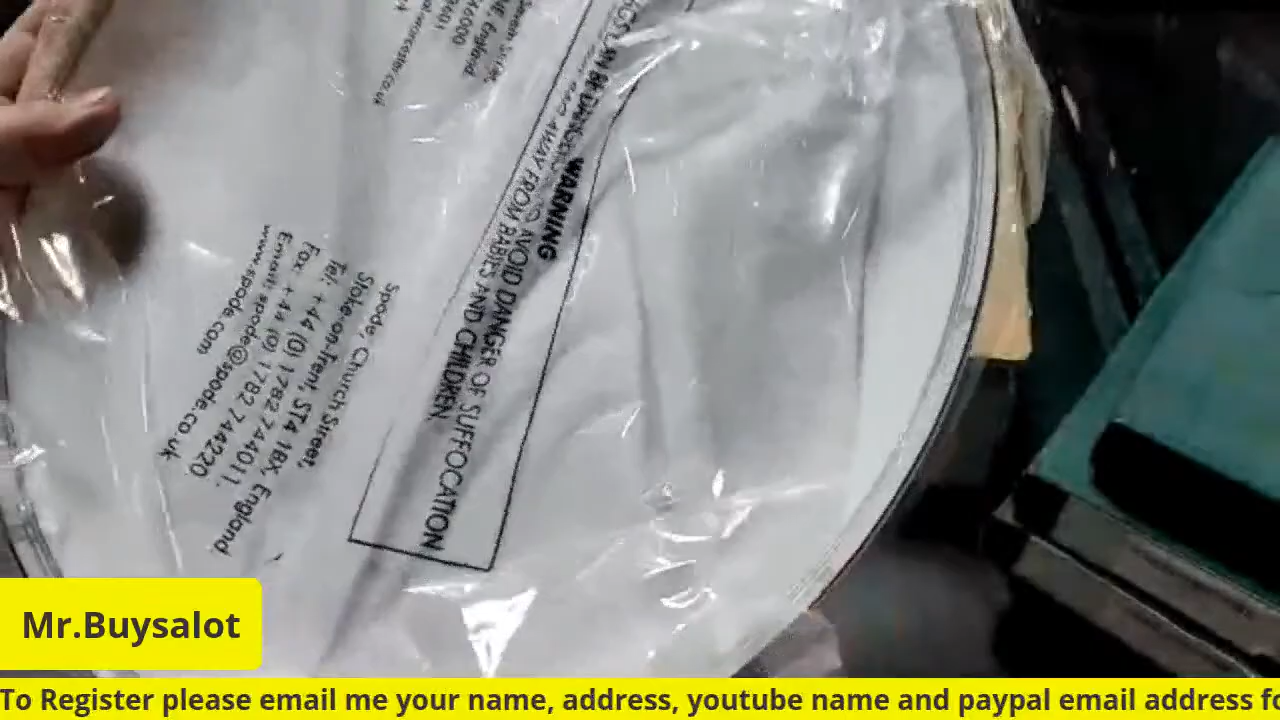 Spode, Church Street,
Stoke-on-Trent, ST4 1BX, England.
Tel: +44 (0) 1782 744011.
Fax: +44 (0) 1782 744220
Email: spode@spode.co.uk
www.spode.com
WARNING
AVOID DANGER OF SUFFOCATION
AWAY FROM BABIES AND CHILDREN.
England
Mr.Buysalot
To Register please email me your name, address, youtube name and paypal email address fo